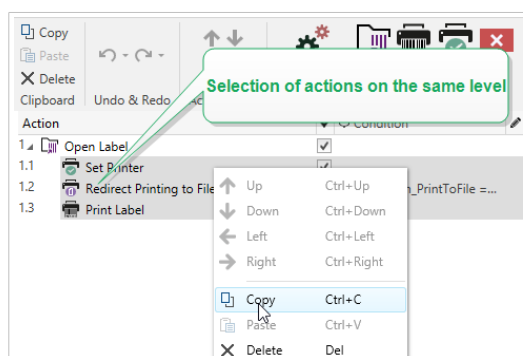 Copy
Paste
Delete
Clipboard
Undo & Redo
Selection of actions on the same level
Action
Condition
1 Open Label
1.1 Set Printer
1.2 Redirect Printing to File
_PrintToFile =...
1.3 Print Label
Up Ctrl+Up
Down Ctrl+Down
Left Ctrl+Left
Right Ctrl+Right
Copy Ctrl+C
Paste Ctrl+V
Delete Del